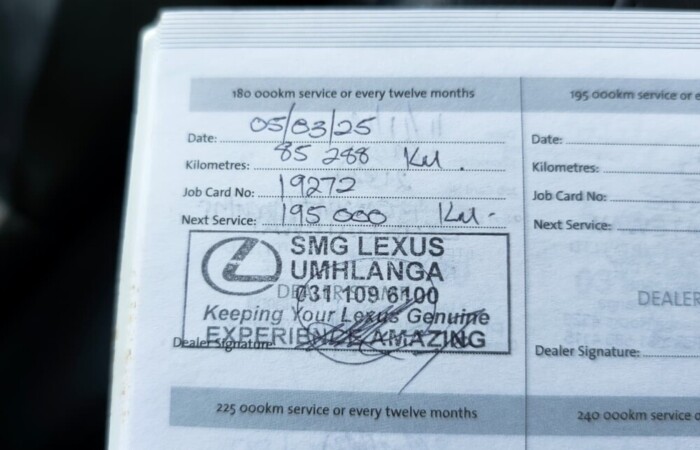 180 000km service or every twelve months
Date: 05/03/25
Kilometres: 85 288 Km.
Job Card No: 19272
Next Service: 195 000 Km-
SMG LEXUS
UMHLANGA
031 109 6100
Keeping Your Lexus Genuine
EXPERIENCE AMAZING
Dealer Signature:
195 000km service or e
Date:
Kilometres:
Job Card No:
Next Service:
DEALER
Dealer Signature:
225 000km service or every twelve months
240 000km service o